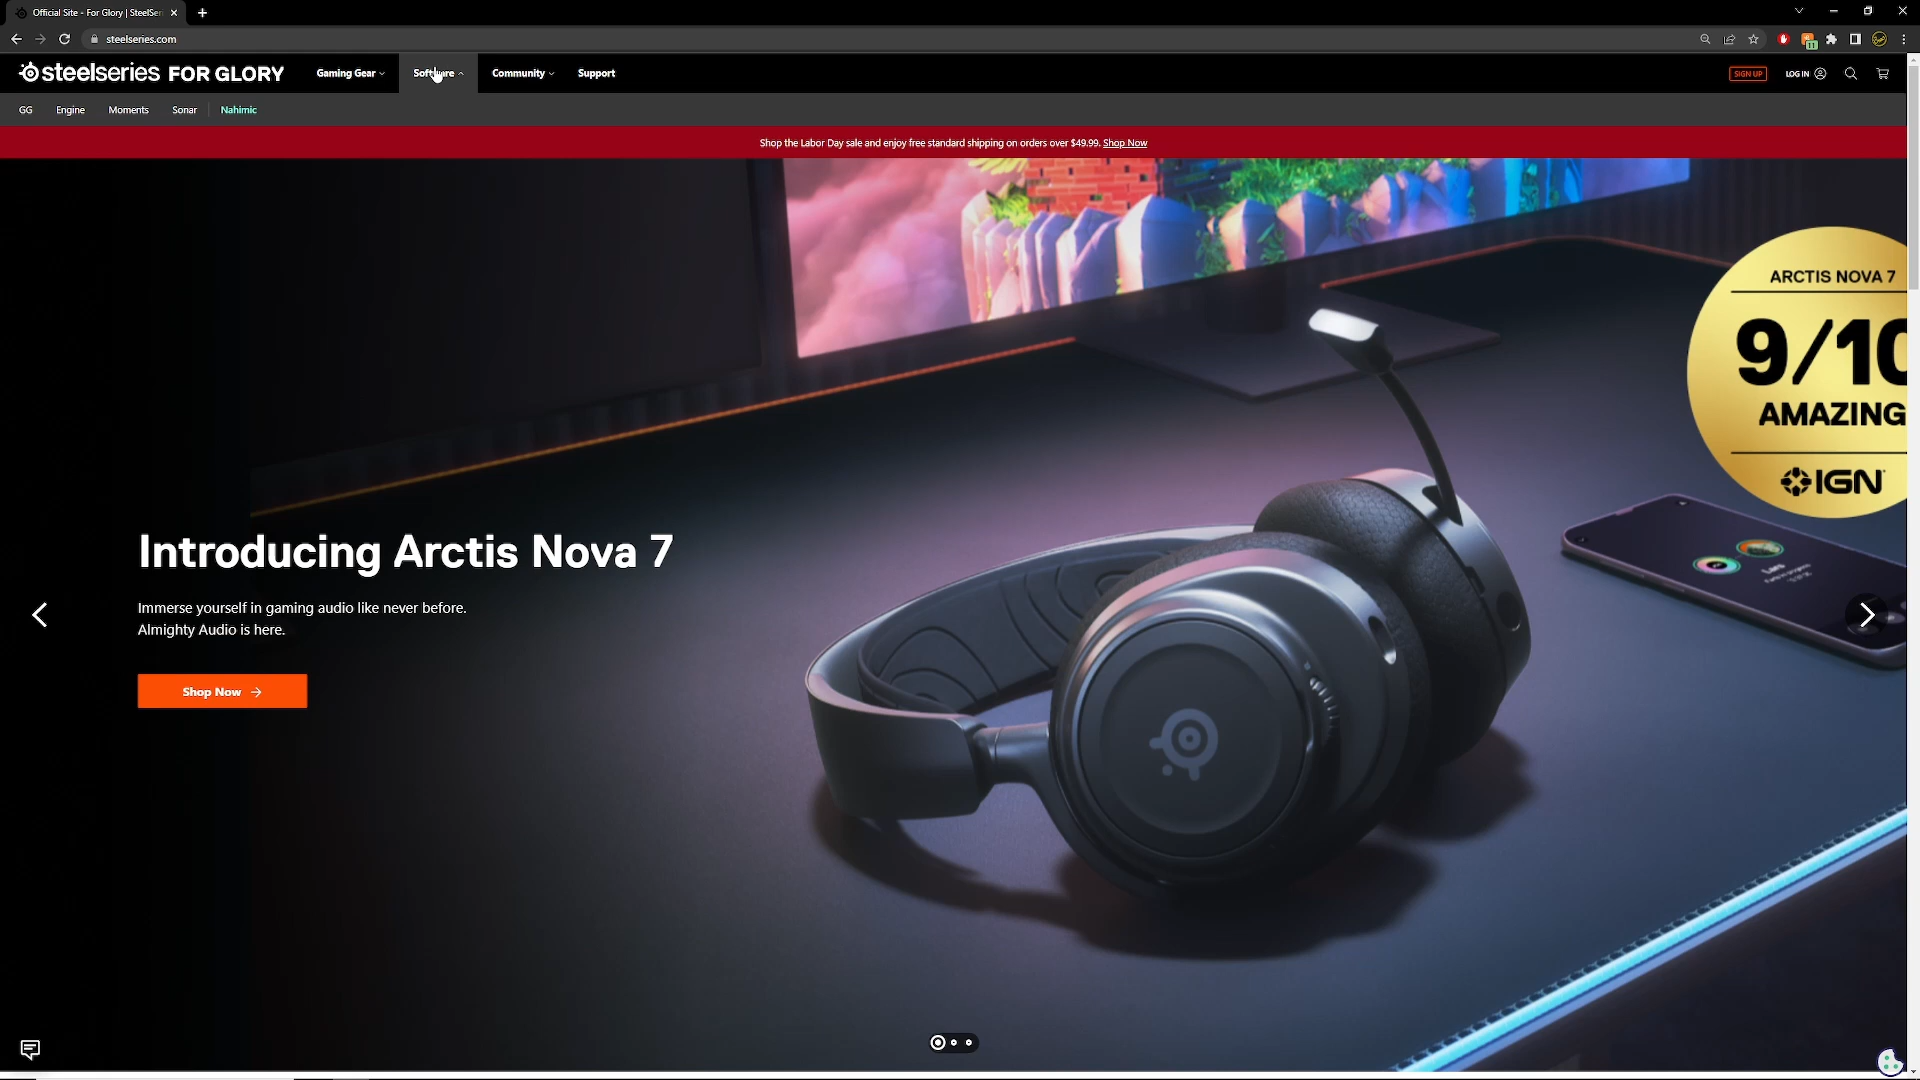 Official Site - For Glory | SteelSeri
steelseries.com
11
steelseries FOR GLORY
Gaming Gear
Software
Community
Support
SIGN UP
LOG IN
GG
Engine
Moments
Sonar
Nahimic
Shop the Labor Day sale and enjoy free standard shipping on orders over $49.99. Shop Now
ARCTIS NOVA 7
9/10
AMAZING
IGN
Introducing Arctis Nova 7
Immerse yourself in gaming audio like never before.
Almighty Audio is here.
Shop Now